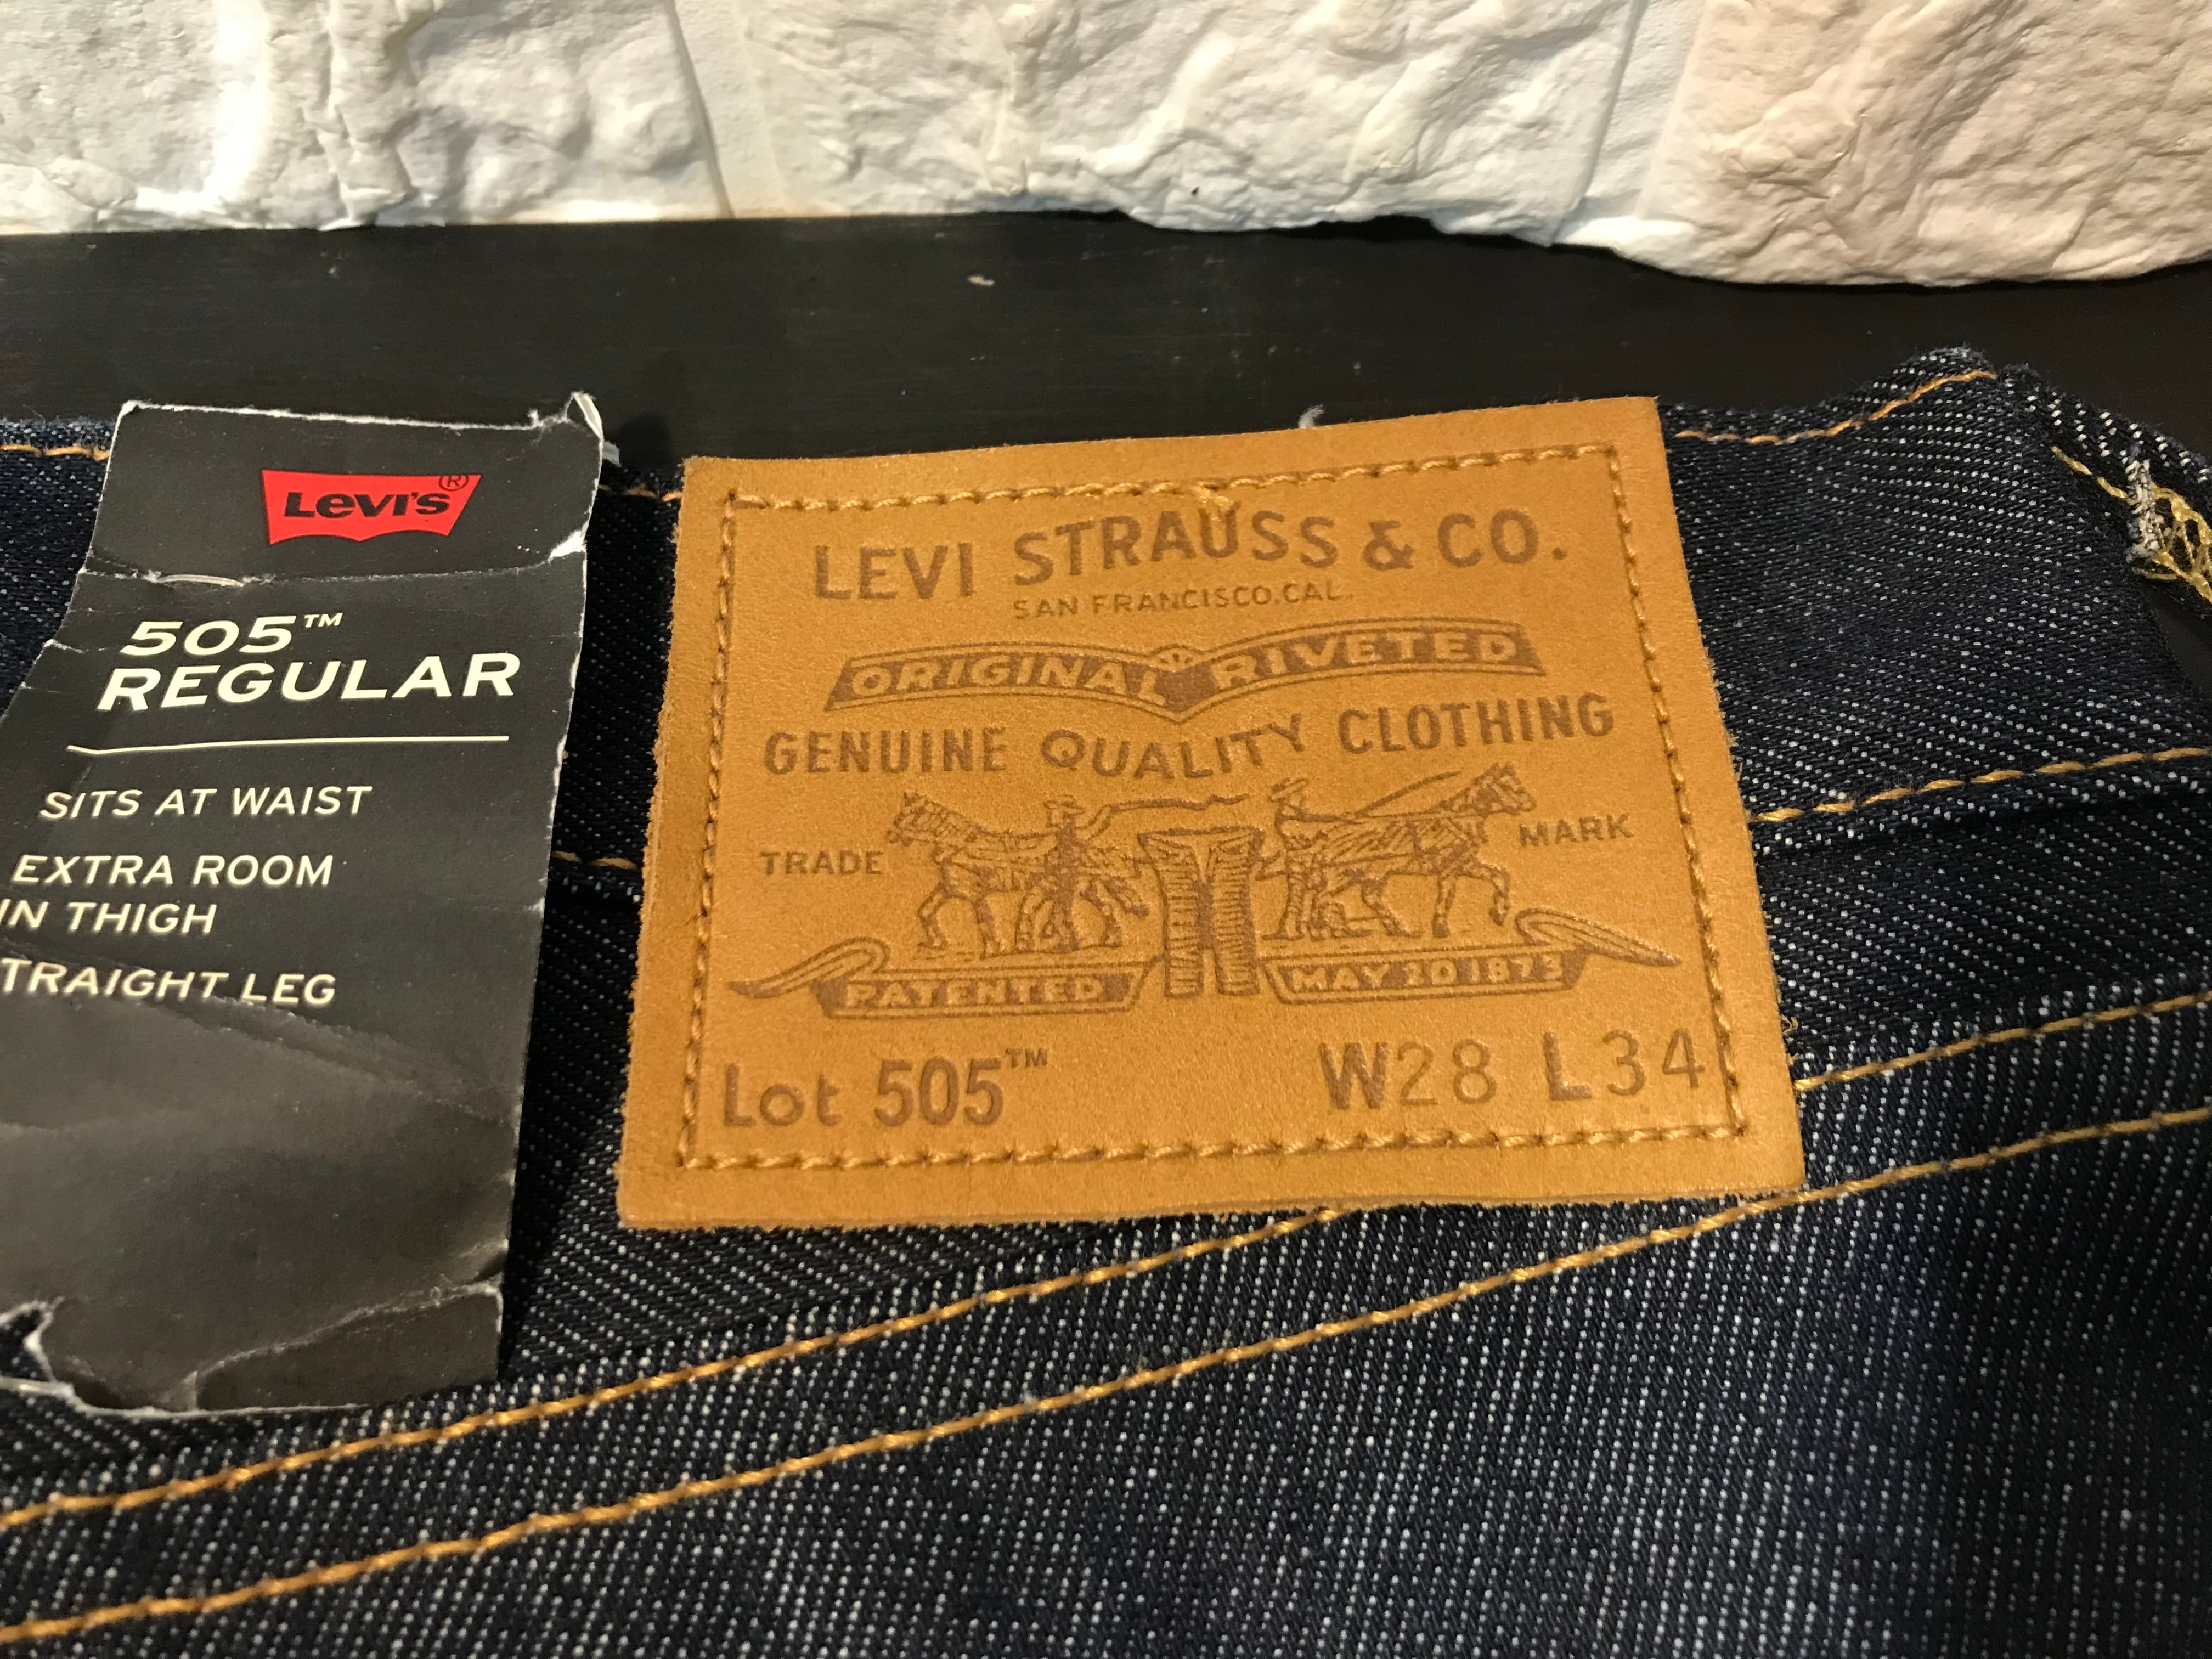 Levi's®
505™
REGULAR
SITS AT WAIST
EXTRA ROOM
IN THIGH
TRAIGHT LEG
LEVI STRAUSS & CO.
SAN FRANCISCO, CAL.
ORIGINAL RIVETED
GENUINE QUALITY CLOTHING
TRADE MARK
PATENTED MAY 20 1873
Lot 505™ W28 L34